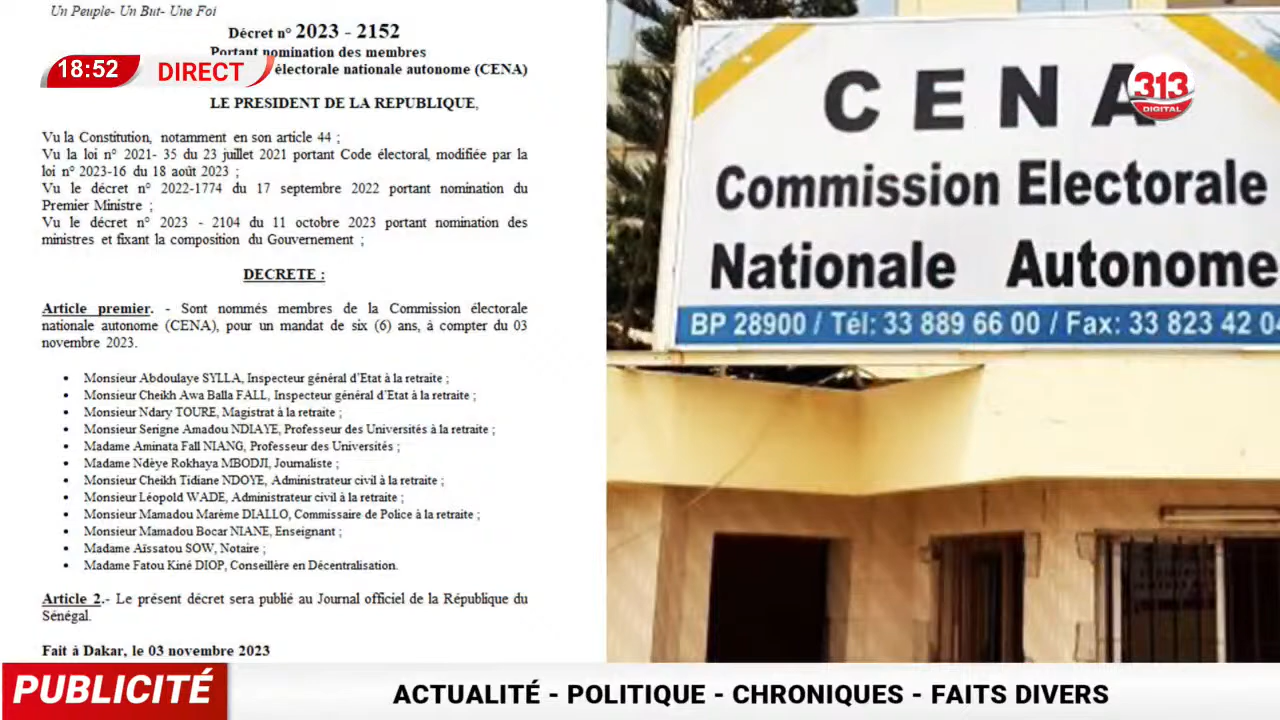 Un Peuple- Un But- Une Foi
Décret n° 2023 - 2152
Portant nomination des membres
électorale nationale autonome (CENA)
18:52 DIRECT
LE PRESIDENT DE LA REPUBLIQUE,
Vu la Constitution, notamment en son article 44 ;
Vu la loi n° 2021- 35 du 23 juillet 2021 portant Code électoral, modifiée par la
loi n° 2023-16 du 18 août 2023 ;
Vu le décret n° 2022-1774 du 17 septembre 2022 portant nomination du
Premier Ministre ;
Vu le décret n° 2023 - 2104 du 11 octobre 2023 portant nomination des
ministres et fixant la composition du Gouvernement ;
DECRETE :
Article premier. - Sont nommés membres de la Commission électorale
nationale autonome (CENA), pour un mandat de six (6) ans, à compter du 03
novembre 2023.
• Monsieur Abdoulaye SYLLA, Inspecteur général d'Etat à la retraite ;
• Monsieur Cheikh Awa Balla FALL, Inspecteur général d'Etat à la retraite ;
• Monsieur Ndary TOURE, Magistrat à la retraite ;
• Monsieur Serigne Amadou NDIAYE, Professeur des Universités à la retraite ;
• Madame Aminata Fall NIANG, Professeur des Universités ;
• Madame Ndèye Rokhaya MBODJI, Journaliste ;
• Monsieur Cheikh Tidiane NDOYE, Administrateur civil à la retraite ;
• Monsieur Léopold WADE, Administrateur civil à la retraite ;
• Monsieur Mamadou Marème DIALLO, Commissaire de Police à la retraite ;
• Monsieur Mamadou Bocar NIANE, Enseignant ;
• Madame Aïssatou SOW, Notaire ;
• Madame Fatou Kiné DIOP, Conseillère en Décentralisation.
Article 2.- Le présent décret sera publié au Journal officiel de la République du
Sénégal.
Fait à Dakar, le 03 novembre 2023
CENA
313
DIGITAL
Commission Electorale
Nationale Autonome
BP 28900 / Tél: 33 889 66 00 / Fax: 33 823 42 04
PUBLICITÉ
ACTUALITÉ - POLITIQUE - CHRONIQUES - FAITS DIVERS